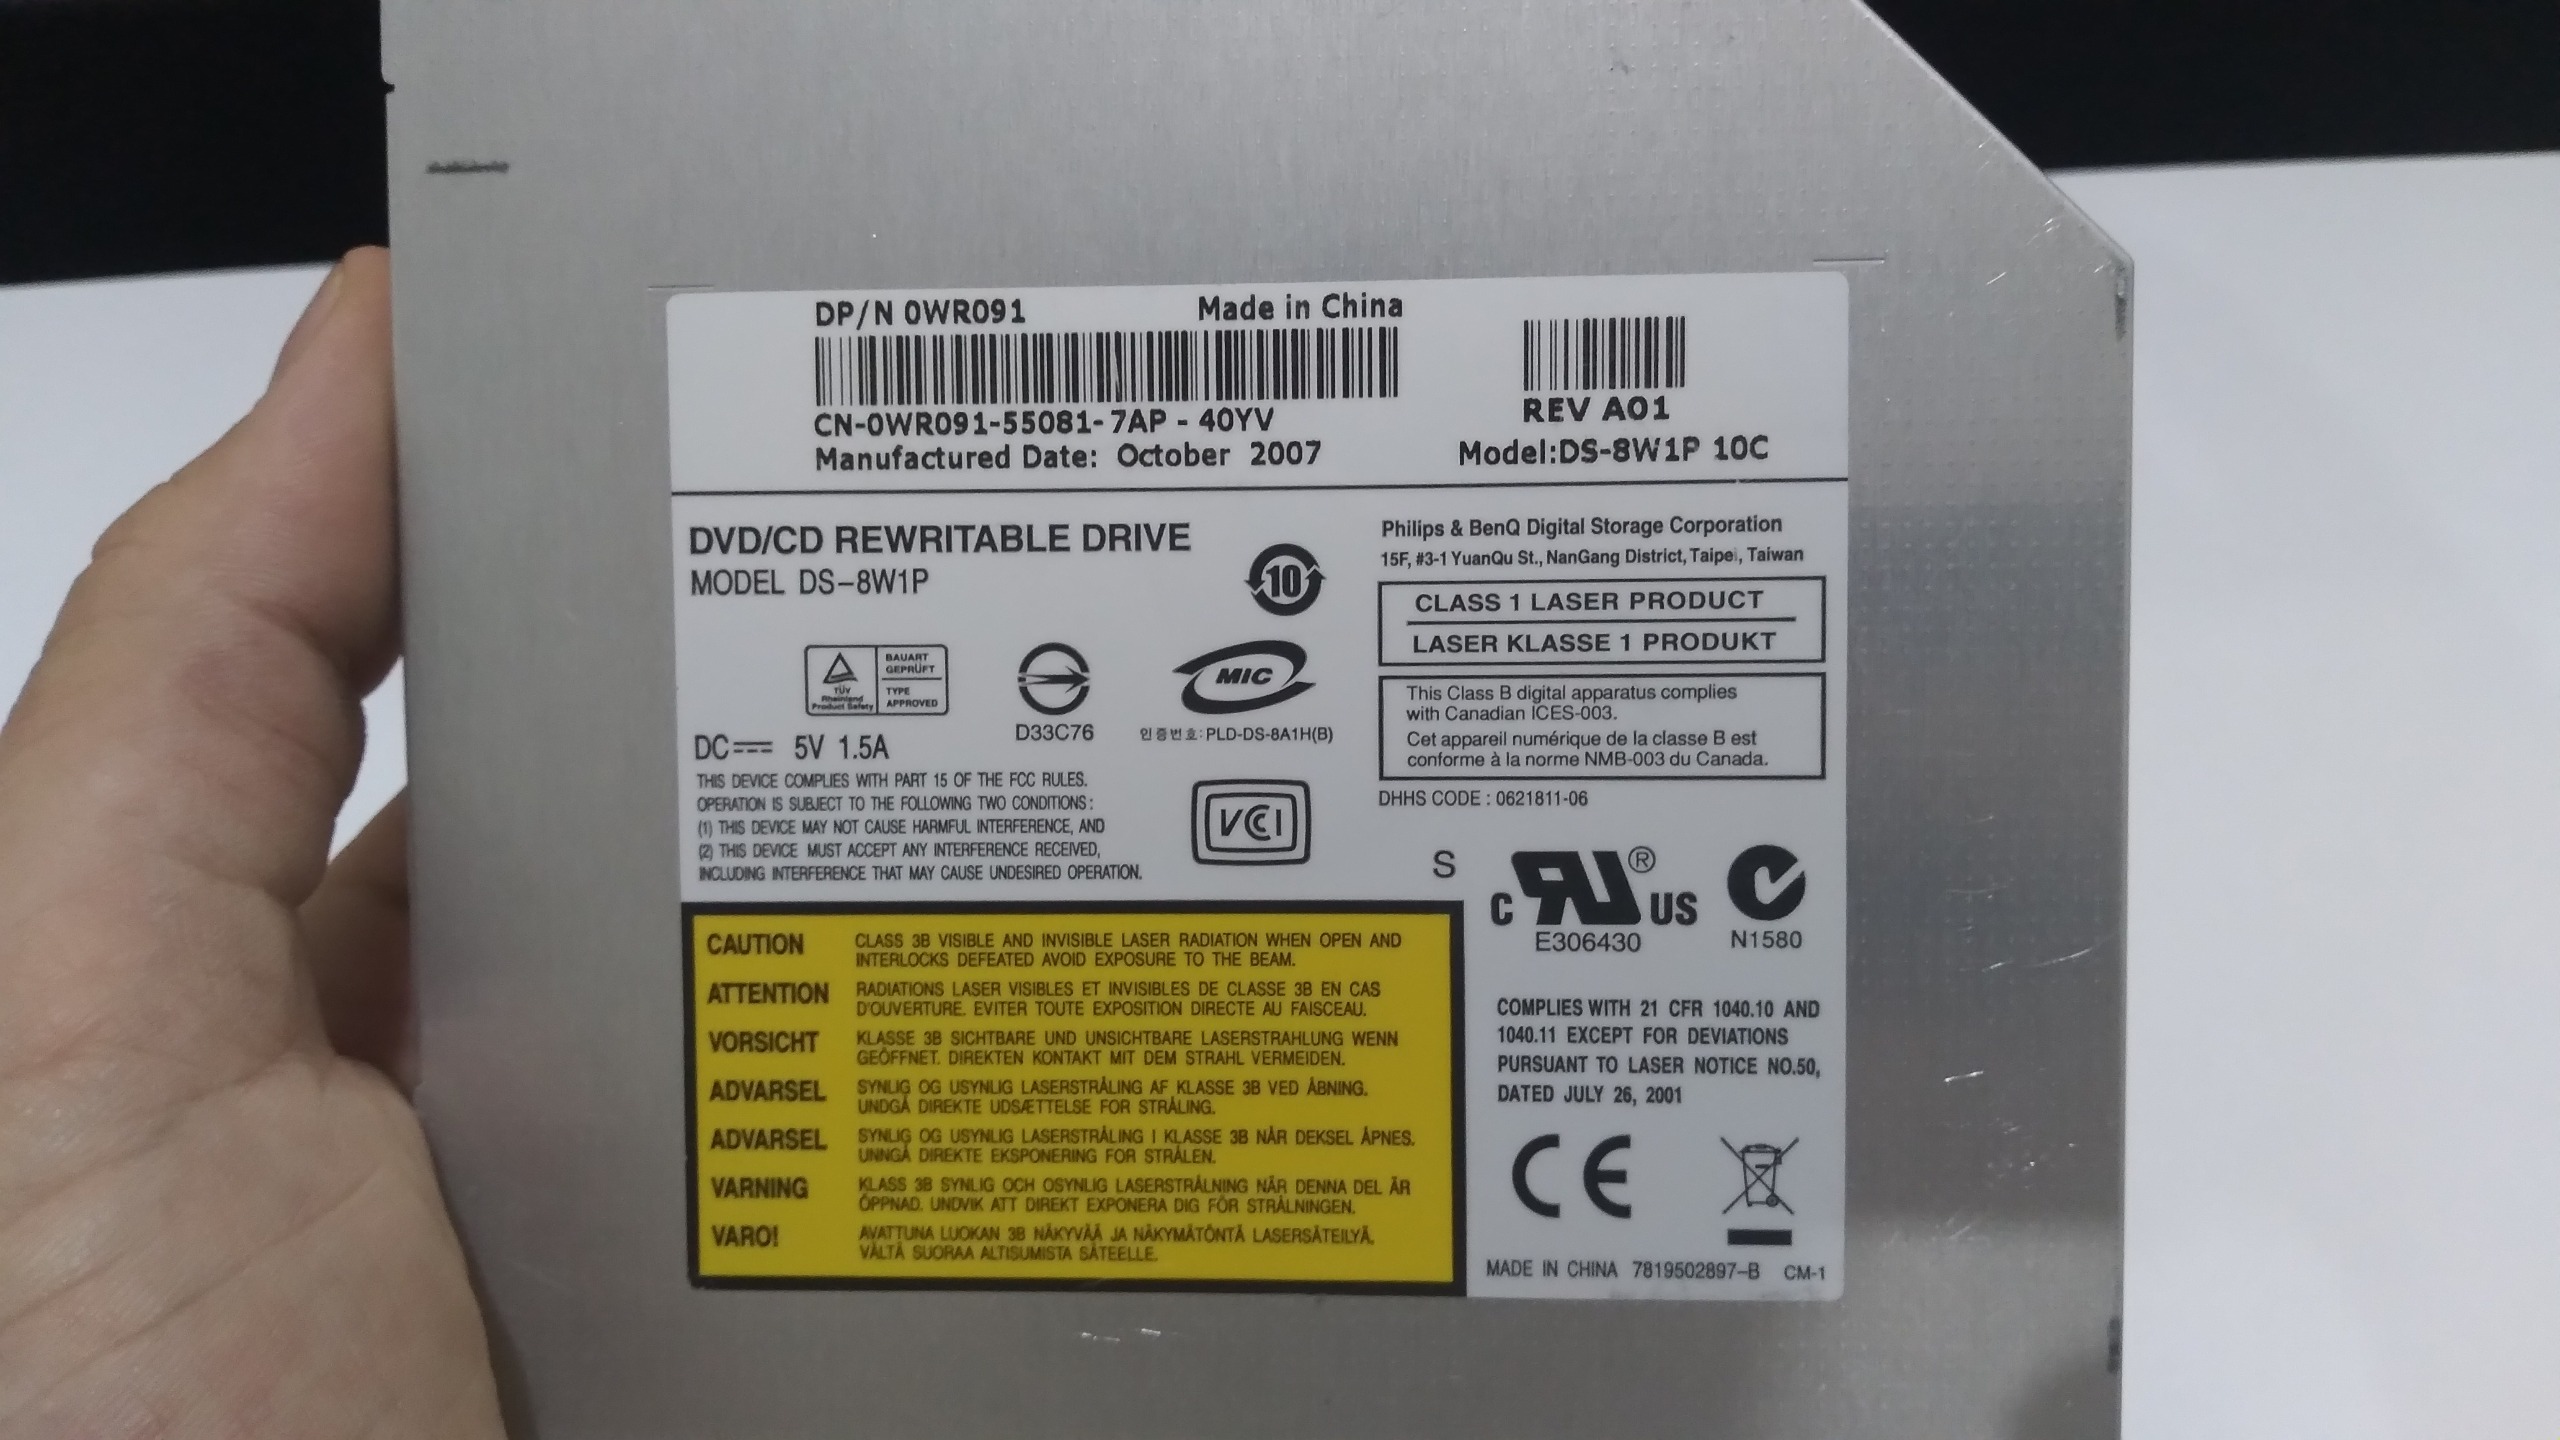 DP/N 0WR091 Made in China
CN-0WR091-55081-7AP - 40YV
Manufactured Date: October 2007
REV A01
Model:DS-8W1P 10C
DVD/CD REWRITABLE DRIVE
MODEL DS-8W1P
10
Philips & BenQ Digital Storage Corporation
15F, #3-1 YuanQu St., NanGang District, Taipei, Taiwan
CLASS 1 LASER PRODUCT
LASER KLASSE 1 PRODUKT
TÜV
Rheinland
Product Safety
BAUART
GEPRÜFT
TYPE
APPROVED
D33C76
MIC
인증번호:PLD-DS-8A1H(B)
This Class B digital apparatus complies
with Canadian ICES-003.
Cet appareil numérique de la classe B est
conforme à la norme NMB-003 du Canada.
DC 5V 1.5A
THIS DEVICE COMPLIES WITH PART 15 OF THE FCC RULES.
OPERATION IS SUBJECT TO THE FOLLOWING TWO CONDITIONS :
(1) THIS DEVICE MAY NOT CAUSE HARMFUL INTERFERENCE, AND
(2) THIS DEVICE MUST ACCEPT ANY INTERFERENCE RECEIVED,
INCLUDING INTERFERENCE THAT MAY CAUSE UNDESIRED OPERATION.
VCCI
DHHS CODE : 0621811-06
S
C RU ® US
E306430
N1580
CAUTION CLASS 3B VISIBLE AND INVISIBLE LASER RADIATION WHEN OPEN AND
INTERLOCKS DEFEATED AVOID EXPOSURE TO THE BEAM.
ATTENTION RADIATIONS LASER VISIBLES ET INVISIBLES DE CLASSE 3B EN CAS
D'OUVERTURE. EVITER TOUTE EXPOSITION DIRECTE AU FAISCEAU.
VORSICHT KLASSE 3B SICHTBARE UND UNSICHTBARE LASERSTRAHLUNG WENN
GEÖFFNET. DIREKTEN KONTAKT MIT DEM STRAHL VERMEIDEN.
ADVARSEL SYNLIG OG USYNLIG LASERSTRÅLING AF KLASSE 3B VED ÅBNING.
UNDGÅ DIREKTE UDSÆTTELSE FOR STRÅLING.
ADVARSEL SYNLIG OG USYNLIG LASERSTRÅLING I KLASSE 3B NÅR DEKSEL ÅPNES.
UNNGÅ DIREKTE EKSPONERING FOR STRÅLEN.
VARNING KLASS 3B SYNLIG OCH OSYNLIG LASERSTRÅLNING NÄR DENNA DEL ÄR
ÖPPNAD. UNDVIK ATT DIREKT EXPONERA DIG FÖR STRÅLNINGEN.
VARO! AVATTUNA LUOKAN 3B NÄKYVÄÄ JA NÄKYMÄTÖNTÄ LASERSÄTEILYÄ,
VÄLTÄ SUORAA ALTISUMISTA SÄTEELLE.
COMPLIES WITH 21 CFR 1040.10 AND
1040.11 EXCEPT FOR DEVIATIONS
PURSUANT TO LASER NOTICE NO.50,
DATED JULY 26, 2001
CE
MADE IN CHINA 7819502897-B CM-1